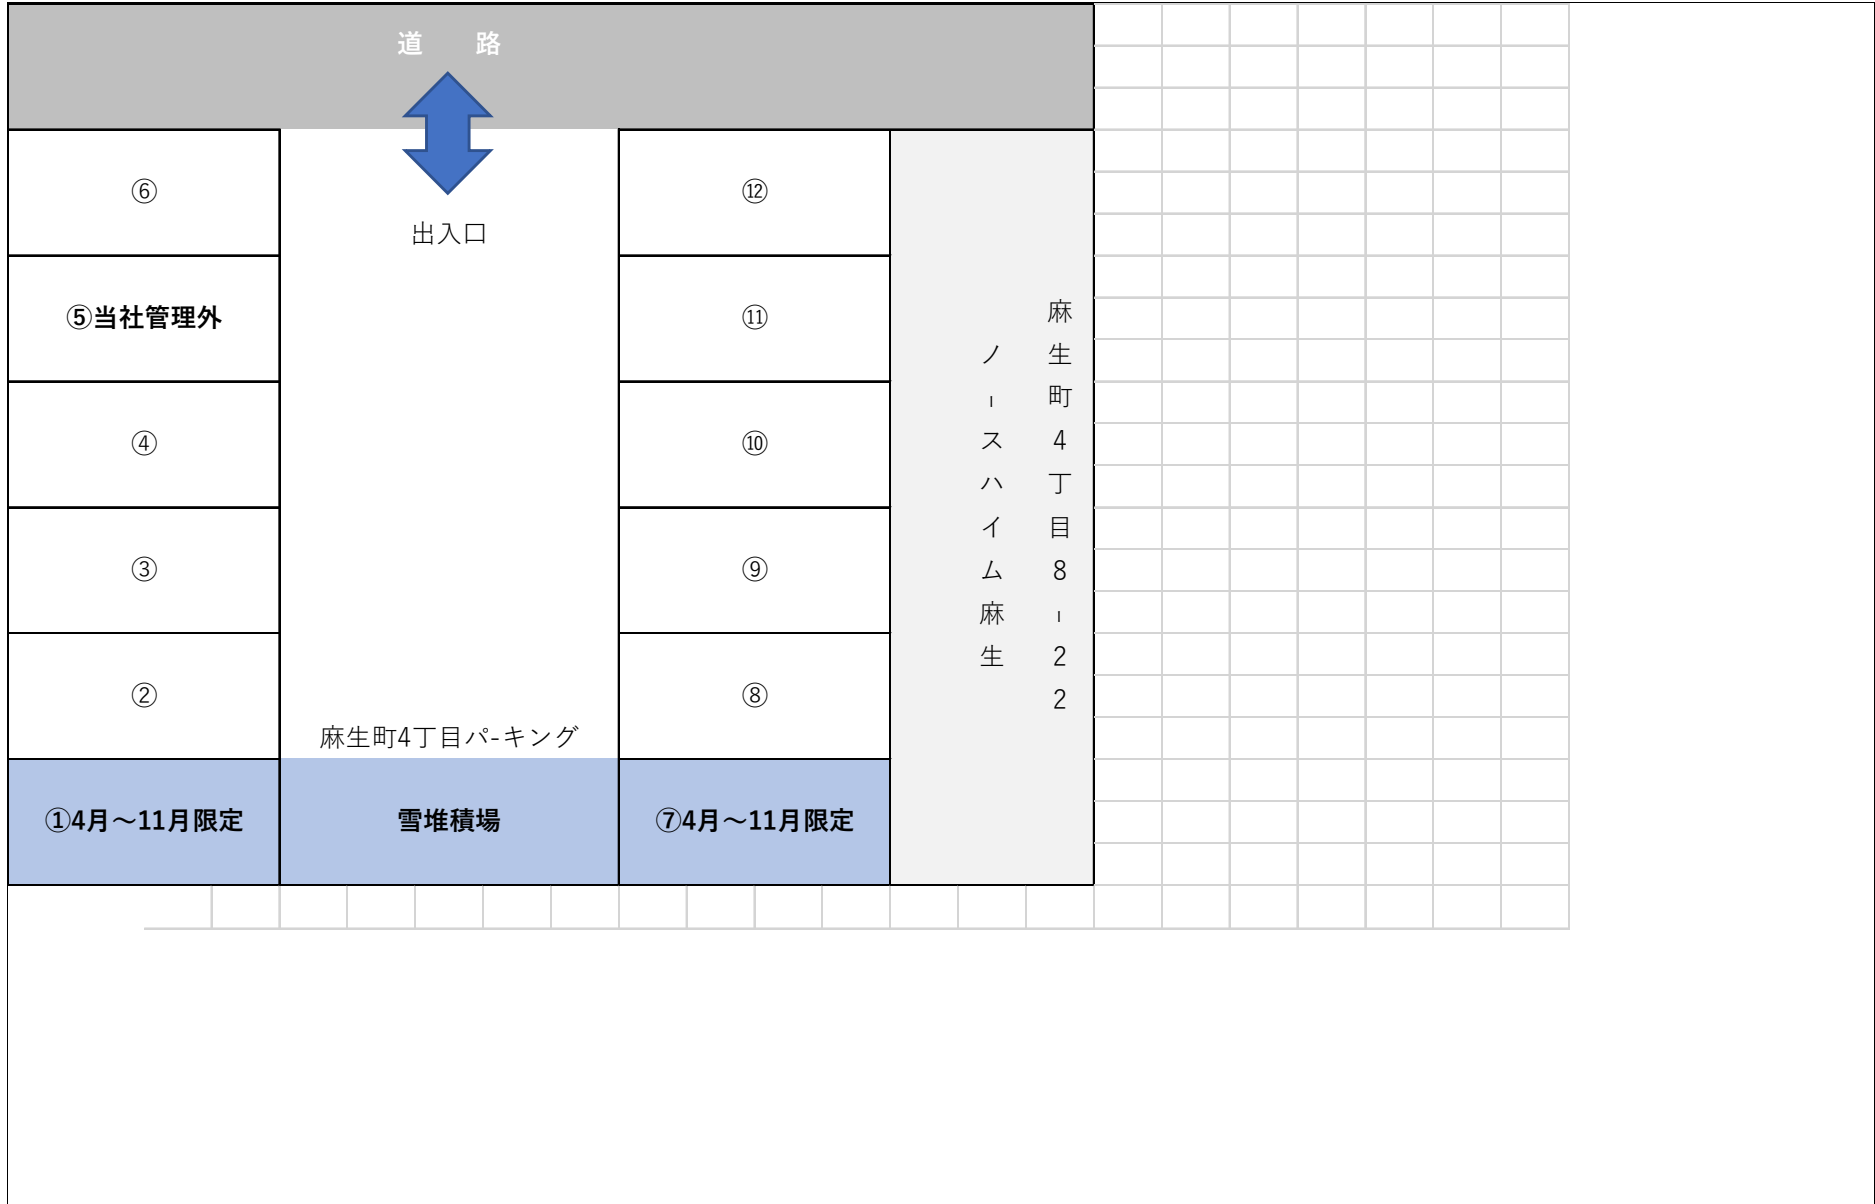 道　路
⑥
出入口
⑫
⑤当社管理外
⑪
④
⑩
③
⑨
②
⑧
麻生町4丁目パ-キング
①4月～11月限定
雪堆積場
⑦4月～11月限定
麻生町4丁目8-22
ノースハイム麻生